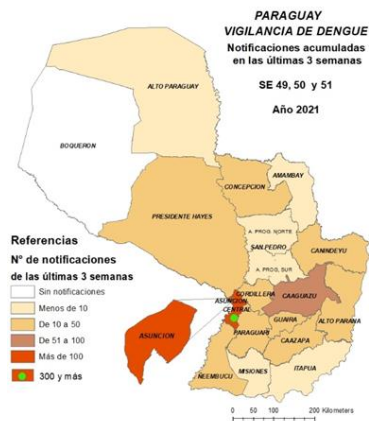 PARAGUAY
VIGILANCIA DE DENGUE
Notificaciones acumuladas
en las últimas 3 semanas
SE 49, 50 y 51
Año 2021
ALTO PARAGUAY
BOQUERON
AMAMBAY
CONCEPCION
PRESIDENTE HAYES
A. PROG. NORTE
SAN PEDRO
CANINDEYU
A. PROG. SUR
CORDILLERA
ASUNCION
CENTRAL
CAAGUAZU
GUAIRA
ALTO PARANA
PARAGUARI
CAAZAPA
ÑEEMBUCU
MISIONES
ITAPUA
ASUNCION
Referencias
N° de notificaciones
de las últimas 3 semanas
Sin notificaciones
Menos de 10
De 10 a 50
De 51 a 100
Más de 100
300 y más
0 50 100 200 Kilometers